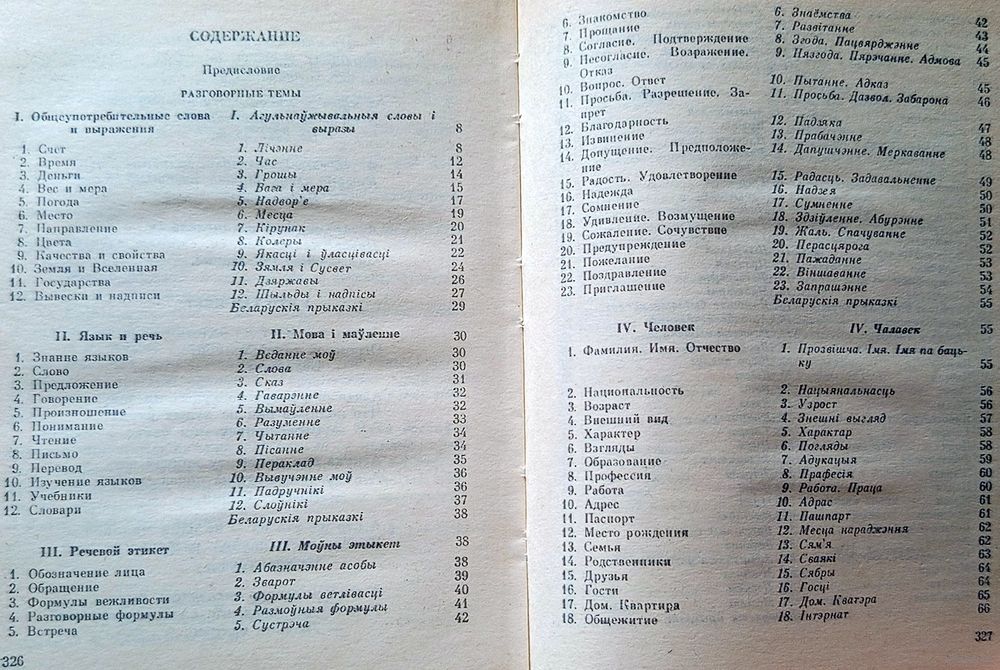 СОДЕРЖАНИЕ
Предисловие
РАЗГОВОРНЫЕ ТЕМЫ
I. Общеупотребительные слова I. Агульнаўжывальныя словы і
и выражения выразы 8
1. Счет 1. Лічэнне 8
2. Время 2. Час 12
3. Деньги 3. Грошы 14
4. Вес и мера 4. Вага і мера 15
5. Погода 5. Надвор'е 17
6. Место 6. Месца 19
7. Направление 7. Кірунак 20
8. Цвета 8. Колеры 21
9. Качества и свойства 9. Якасці і ўласцівасці 22
10. Земля и Вселенная 10. Зямля і Сусвет 24
11. Государства 11. Дзяржавы 26
12. Вывески и надписи 12. Шыльды і надпісы 27
Беларускія прыказкі 29
II. Язык и речь II. Мова і маўленне 30
1. Знание языков 1. Веданне моў 30
2. Слово 2. Слова 30
3. Предложение 3. Сказ 31
4. Говорение 4. Гаварэнне 32
5. Произношение 5. Вымаўленне 32
6. Понимание 6. Разуменне 33
7. Чтение 7. Чытанне 34
8. Письмо 8. Пісанне 34
9. Перевод 9. Пераклад 35
10. Изучение языков 10. Вывучэнне моў 36
11. Учебники 11. Падручнікі 36
12. Словари 12. Слоўнікі 37
Беларускія прыказкі 38
III. Речевой этикет III. Моўны этыкет 38
1. Обозначение лица 1. Абазначэнне асобы 38
2. Обращение 2. Зварот 39
3. Формулы вежливости 3. Формулы ветлівасці 40
4. Разговорные формулы 4. Размоўныя формулы 41
5. Встреча 5. Сустрэча 42
326
6. Знакомство 6. Знаёмства 42
7. Прощание 7. Развітанне 43
8. Согласие. Подтверждение 8. Згода. Пацвярджэнне 44
9. Несогласие. Возражение. 9. Нязгода. Пярэчанне. Адмова 45
Отказ
10. Вопрос. Ответ 10. Пытанне. Адказ 45
11. Просьба. Разрешение. За- 11. Просьба. Дазвол. Забарона 46
прет
12. Благодарность 12. Падзяка 47
13. Извинение 13. Прабачэнне 48
14. Допущение. Предположе- 14. Дапушчэнне. Меркаванне 48
ние
15. Радость. Удовлетворение 15. Радасць. Задавальненне 49
16. Надежда 16. Надзея 50
17. Сомнение 17. Сумненне 50
18. Удивление. Возмущение 18. Здзіўленне. Абурэнне 51
19. Сожаление. Сочувствие 19. Жаль. Спачуванне 52
20. Предупреждение 20. Перасцярога 52
21. Пожелание 21. Пажаданне 53
22. Поздравление 22. Віншаванне 53
23. Приглашение 23. Запрашэнне 54
Беларускія прыказкі 55
IV. Человек IV. Чалавек 55
1. Фамилия. Имя. Отчество 1. Прозвішча. Імя. Імя па баць-
ку 55
2. Национальность 2. Нацыянальнасць 56
3. Возраст 3. Узрост 56
4. Внешний вид 4. Знешні выгляд 57
5. Характер 5. Характар 58
6. Взгляды 6. Погляды 58
7. Образование 7. Адукацыя 59
8. Профессия 8. Прафесія 60
9. Работа 9. Работа. Праца 60
10. Адрес 10. Адрас 61
11. Паспорт 11. Пашпарт 61
12. Место рождения 12. Месца нараджэння 62
13. Семья 13. Сям'я 62
14. Родственники 14. Сваякі 63
15. Друзья 15. Сябры 64
16. Гости 16. Госці 64
17. Дом. Квартира 17. Дом. Кватэра 65
18. Общежитие 18. Інтэрнат 66
327